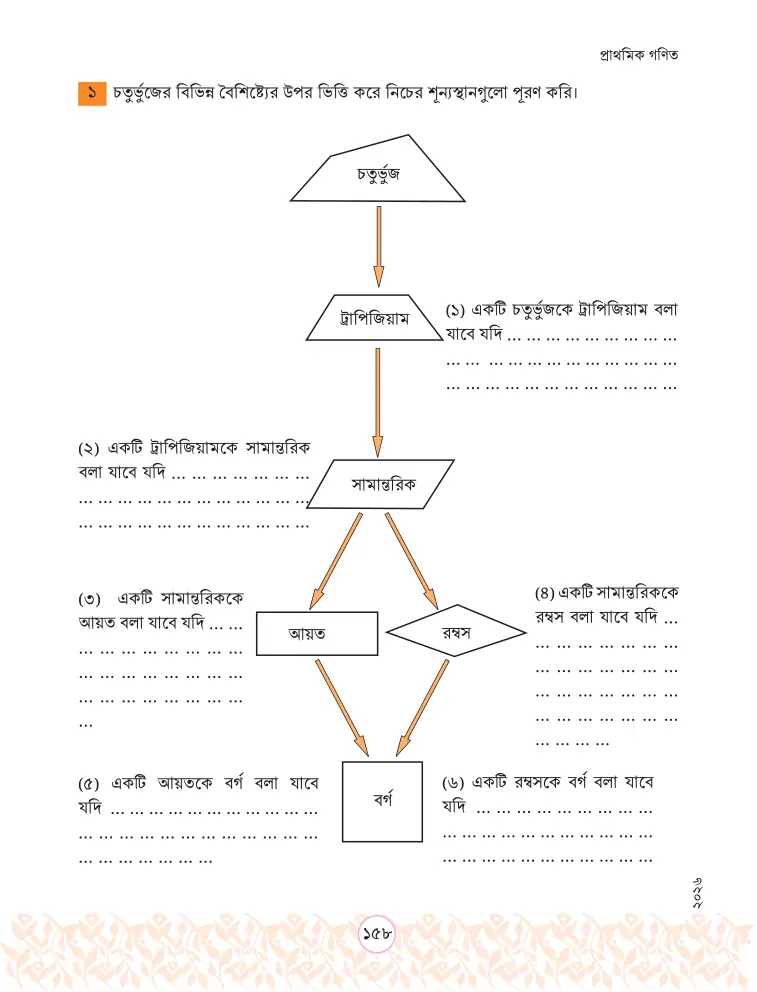 প্রাথমিক গণিত
১ চতুর্ভুজের বিভিন্ন বৈশিষ্ট্যের উপর ভিত্তি করে নিচের শূন্যস্থানগুলো পূরণ করি।
চতুর্ভুজ
ট্রাপিজিয়াম
(১) একটি চতুর্ভুজকে ট্রাপিজিয়াম বলা
যাবে যদি ... ... ... ... ... ... ... ... ...
... ... ... ... ... ... ... ... ... ... ... ...
... ... ... ... ... ... ... ... ... ... ... ...
(২) একটি ট্রাপিজিয়ামকে সামান্তরিক
বলা যাবে যদি ... ... ... ... ... ... ...
... ... ... ... ... ... ... ... ... ... ... ...
... ... ... ... ... ... ... ... ... ... ... ...
সামান্তরিক
(৩) একটি সামান্তরিককে
আয়ত বলা যাবে যদি ... ...
... ... ... ... ... ... ... ...
... ... ... ... ... ... ... ...
... ... ... ... ... ... ... ...
...
আয়ত
রম্বস
(৪) একটি সামান্তরিককে
রম্বস বলা যাবে যদি ...
... ... ... ... ... ... ...
... ... ... ... ... ... ...
... ... ... ... ... ... ...
... ... ... ... ... ... ...
... ... ... ...
(৫) একটি আয়তকে বর্গ বলা যাবে
যদি ... ... ... ... ... ... ... ... ... ... ...
... ... ... ... ... ... ... ... ... ... ... ...
... ... ... ... ... ... ...
বর্গ
(৬) একটি রম্বসকে বর্গ বলা যাবে
যদি ... ... ... ... ... ... ... ... ...
... ... ... ... ... ... ... ... ... ... ...
... ... ... ... ... ... ... ... ... ... ...
২০২৬
১৫৮